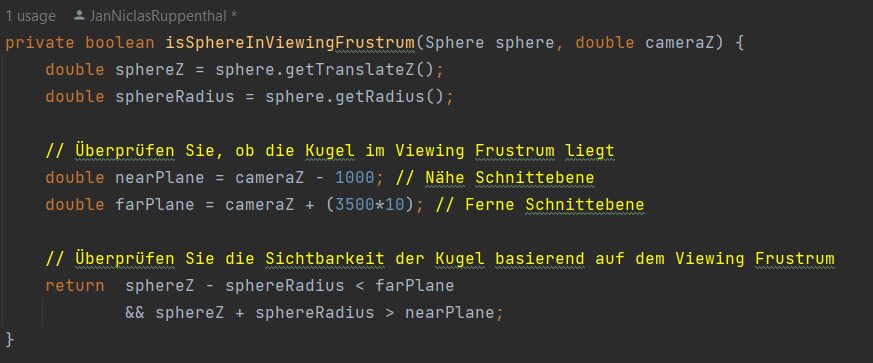 1 usage JanNiclasRuppenthal *
private boolean isSphereInViewingFrustrum(Sphere sphere, double cameraZ) {
    double sphereZ = sphere.getTranslateZ();
    double sphereRadius = sphere.getRadius();
    // Überprüfen Sie, ob die Kugel im Viewing Frustrum liegt
    double nearPlane = cameraZ - 1000; // Nähe Schnittebene
    double farPlane = cameraZ + (3500*10); // Ferne Schnittebene
    // Überprüfen Sie die Sichtbarkeit der Kugel basierend auf dem Viewing Frustrum
    return  sphereZ - sphereRadius < farPlane
            && sphereZ + sphereRadius > nearPlane;
}